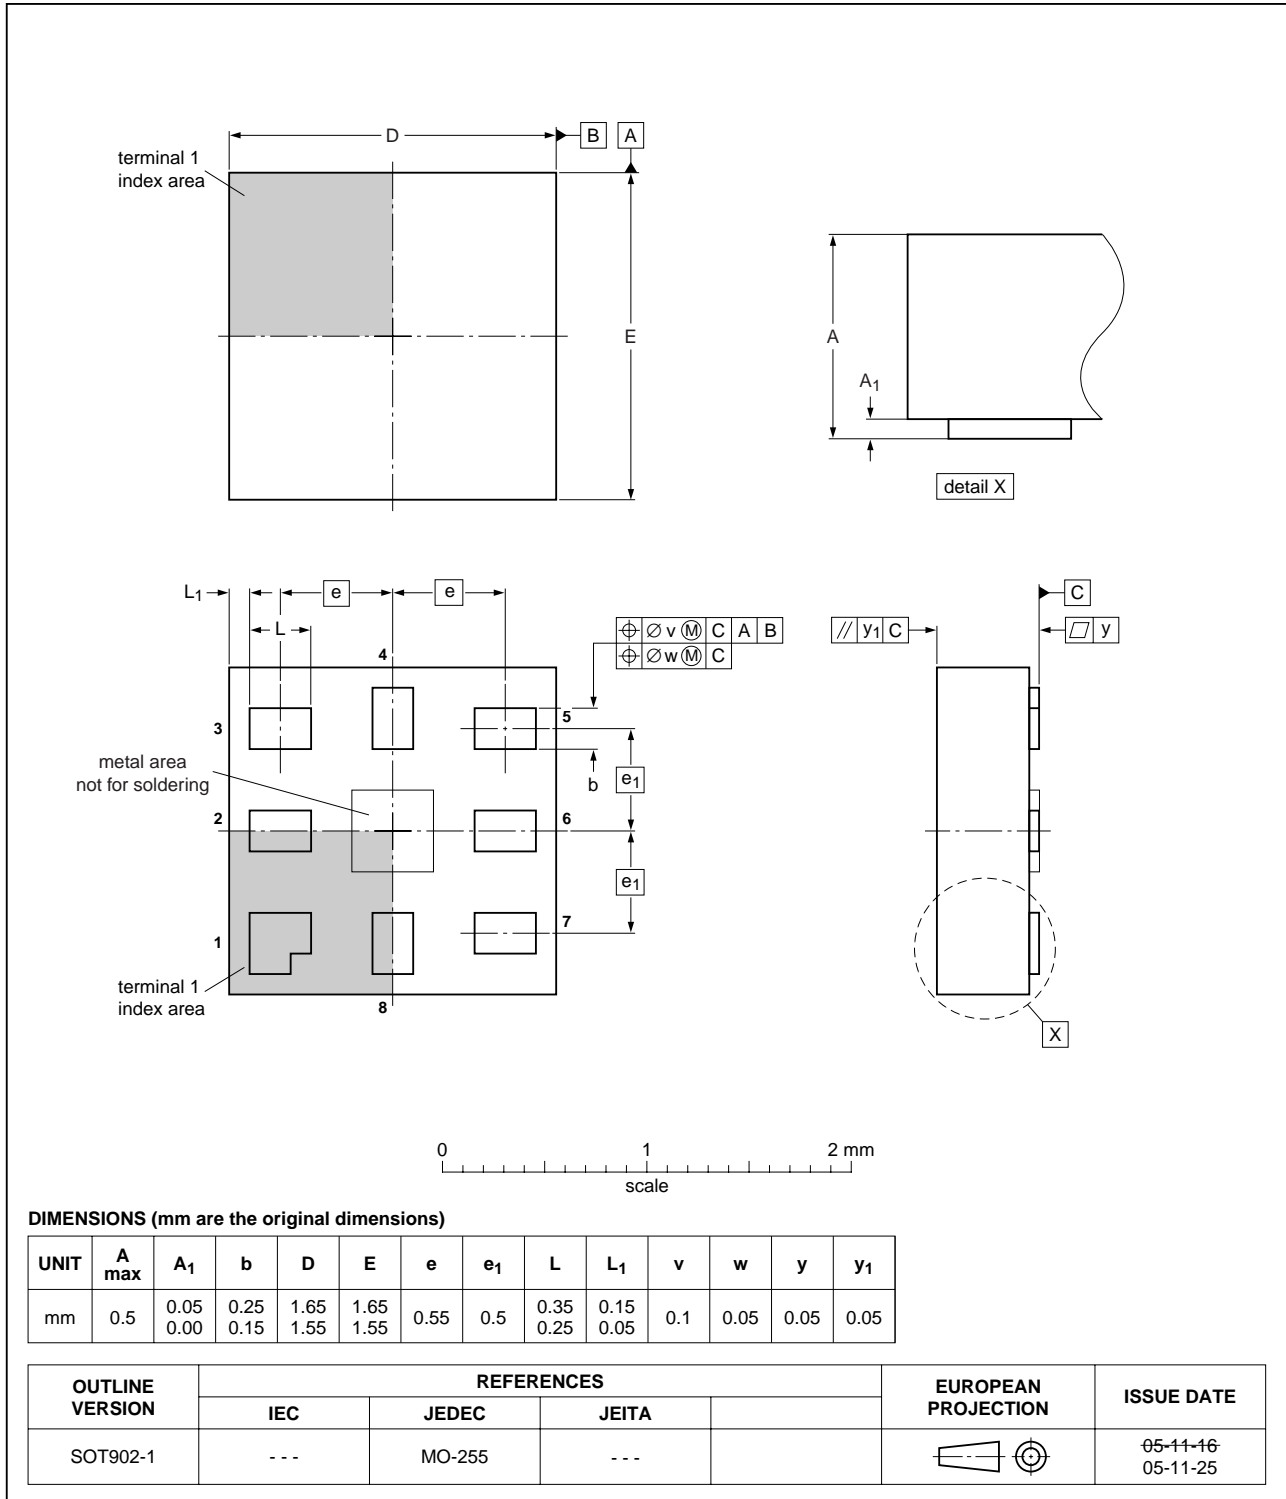 D
B A
terminal 1
index area
E
A
A1
detail X
L1
e
e
L
C
⌖ ⌀ v Ⓜ C A B
⌖ ⌀ w Ⓜ C
// y1 C
⏥ y
4
3
5
metal area
not for soldering
b
e1
2
6
e1
1
7
terminal 1
index area
8
X
0 1 2 mm
scale
DIMENSIONS (mm are the original dimensions)
UNIT A max A1 b D E e e1 L L1 v w y y1
mm 0.5 0.05 0.00 0.25 0.15 1.65 1.55 1.65 1.55 0.55 0.5 0.35 0.25 0.15 0.05 0.1 0.05 0.05 0.05
OUTLINE VERSION REFERENCES EUROPEAN PROJECTION ISSUE DATE
IEC JEDEC JEITA
SOT902-1 - - - MO-255 - - - 05-11-16
05-11-25